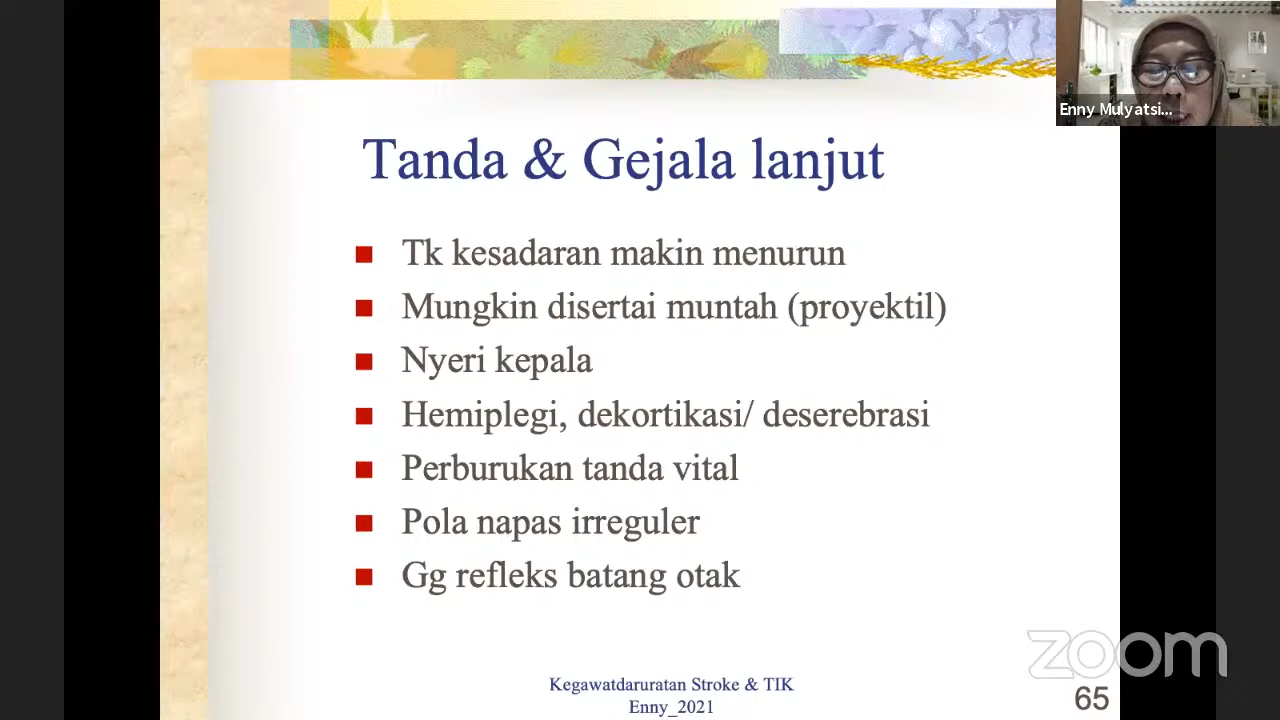 Enny Mulyatsi...
Tanda & Gejala lanjut
Tk kesadaran makin menurun
Mungkin disertai muntah (proyektil)
Nyeri kepala
Hemiplegi, dekortikasi/ deserebrasi
Perburukan tanda vital
Pola napas irreguler
Gg refleks batang otak
Kegawatdaruratan Stroke & TIK
Enny_2021
zoom
65